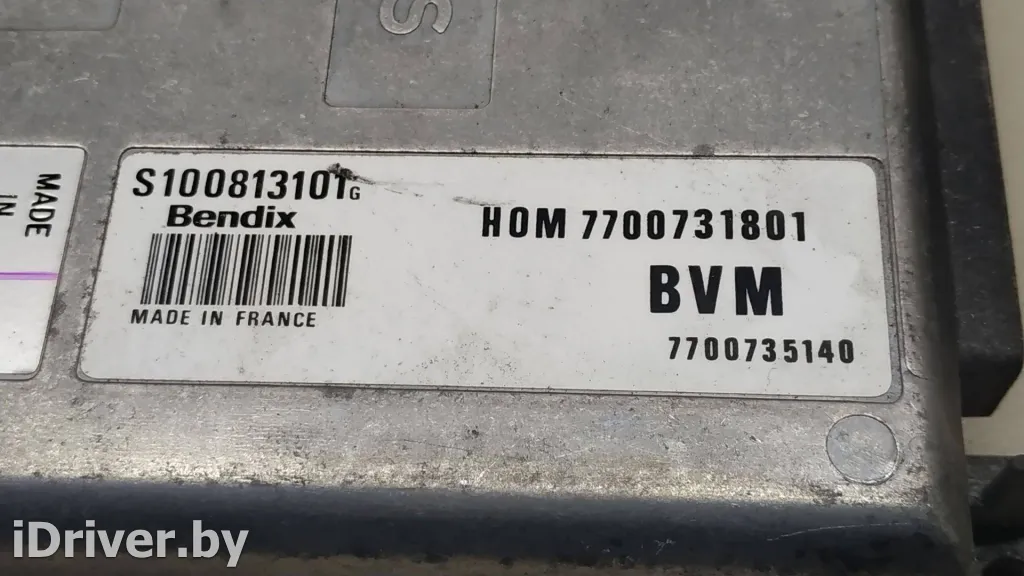 S
MADE
IN
S100813101G
Bendix
MADE IN FRANCE
HOM 7700731801
BVM
7700735140
iDriver.by